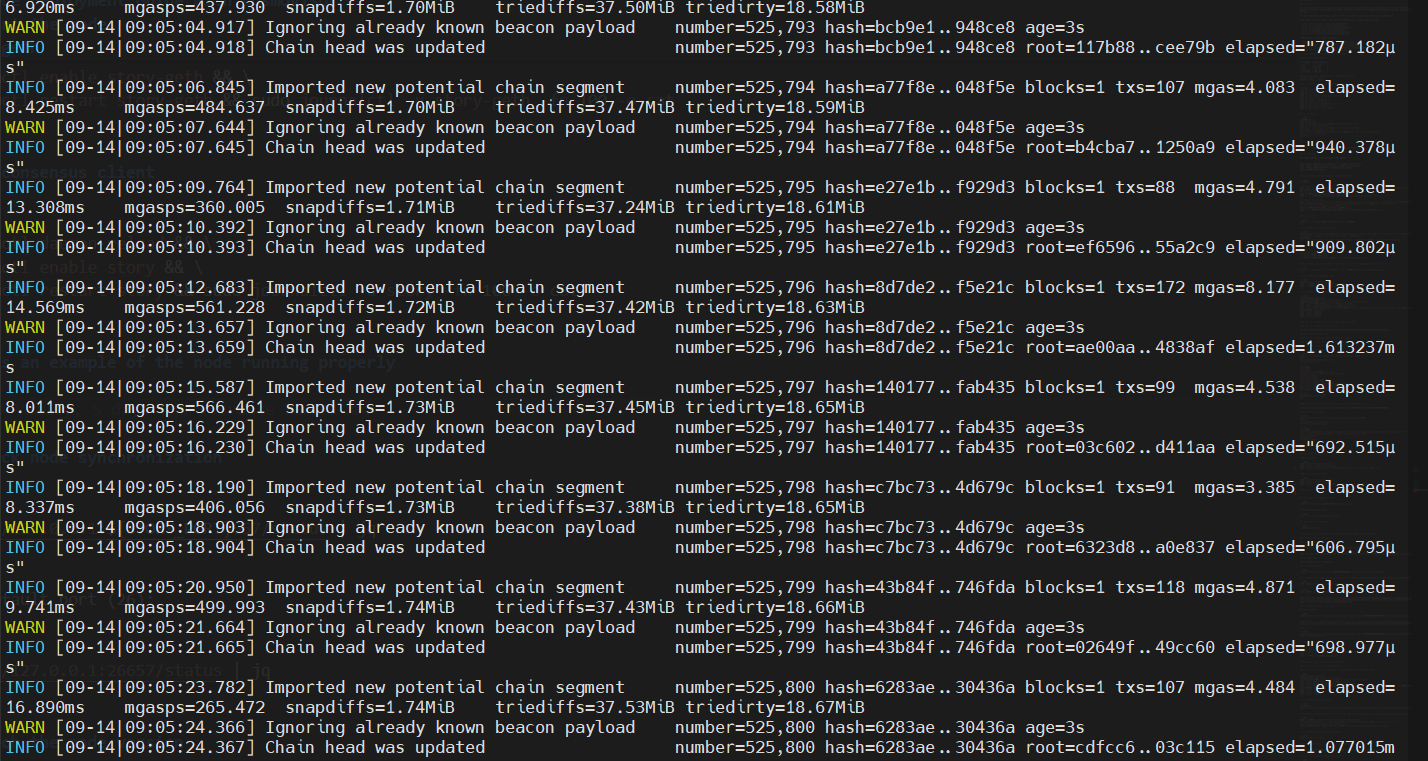 6.920ms mgasps=437.930 snapdiffs=1.70MiB triediffs=37.50MiB triedirty=18.58MiB
WARN [09-14|09:05:04.917] Ignoring already known beacon payload number=525,793 hash=bcb9e1..948ce8 age=3s
INFO [09-14|09:05:04.918] Chain head was updated number=525,793 hash=bcb9e1..948ce8 root=117b88..cee79b elapsed="787.182µ
s"
INFO [09-14|09:05:06.845] Imported new potential chain segment number=525,794 hash=a77f8e..048f5e blocks=1 txs=107 mgas=4.083 elapsed=
8.425ms mgasps=484.637 snapdiffs=1.70MiB triediffs=37.47MiB triedirty=18.59MiB
WARN [09-14|09:05:07.644] Ignoring already known beacon payload number=525,794 hash=a77f8e..048f5e age=3s
INFO [09-14|09:05:07.645] Chain head was updated number=525,794 hash=a77f8e..048f5e root=b4cba7..1250a9 elapsed="940.378µ
s"
consensus client
INFO [09-14|09:05:09.764] Imported new potential chain segment number=525,795 hash=e27e1b..f929d3 blocks=1 txs=88 mgas=4.791 elapsed=
13.308ms mgasps=360.005 snapdiffs=1.71MiB triediffs=37.24MiB triedirty=18.61MiB
WARN [09-14|09:05:10.392] Ignoring already known beacon payload number=525,795 hash=e27e1b..f929d3 age=3s
INFO [09-14|09:05:10.393] Chain head was updated number=525,795 hash=e27e1b..f929d3 root=ef6596..55a2c9 elapsed="909.802µ
s"
enable story && \
INFO [09-14|09:05:12.683] Imported new potential chain segment number=525,796 hash=8d7de2..f5e21c blocks=1 txs=172 mgas=8.177 elapsed=
14.569ms mgasps=561.228 snapdiffs=1.72MiB triediffs=37.42MiB triedirty=18.63MiB
WARN [09-14|09:05:13.657] Ignoring already known beacon payload number=525,796 hash=8d7de2..f5e21c age=3s
INFO [09-14|09:05:13.659] Chain head was updated number=525,796 hash=8d7de2..f5e21c root=ae00aa..4838af elapsed=1.613237m
s
an example of the node running properly
INFO [09-14|09:05:15.587] Imported new potential chain segment number=525,797 hash=140177..fab435 blocks=1 txs=99 mgas=4.538 elapsed=
8.011ms mgasps=566.461 snapdiffs=1.73MiB triediffs=37.45MiB triedirty=18.65MiB
WARN [09-14|09:05:16.229] Ignoring already known beacon payload number=525,797 hash=140177..fab435 age=3s
INFO [09-14|09:05:16.230] Chain head was updated number=525,797 hash=140177..fab435 root=03c602..d411aa elapsed="692.515µ
s"
node synchronization
INFO [09-14|09:05:18.190] Imported new potential chain segment number=525,798 hash=c7bc73..4d679c blocks=1 txs=91 mgas=3.385 elapsed=
8.337ms mgasps=406.056 snapdiffs=1.73MiB triediffs=37.38MiB triedirty=18.65MiB
WARN [09-14|09:05:18.903] Ignoring already known beacon payload number=525,798 hash=c7bc73..4d679c age=3s
INFO [09-14|09:05:18.904] Chain head was updated number=525,798 hash=c7bc73..4d679c root=6323d8..a0e837 elapsed="606.795µ
s"
INFO [09-14|09:05:20.950] Imported new potential chain segment number=525,799 hash=43b84f..746fda blocks=1 txs=118 mgas=4.871 elapsed=
9.741ms mgasps=499.993 snapdiffs=1.74MiB triediffs=37.43MiB triedirty=18.66MiB
WARN [09-14|09:05:21.664] Ignoring already known beacon payload number=525,799 hash=43b84f..746fda age=3s
INFO [09-14|09:05:21.665] Chain head was updated number=525,799 hash=43b84f..746fda root=02649f..49cc60 elapsed="698.977µ
s"
127.0.0.1:26657/status | jq
INFO [09-14|09:05:23.782] Imported new potential chain segment number=525,800 hash=6283ae..30436a blocks=1 txs=107 mgas=4.484 elapsed=
16.890ms mgasps=265.472 snapdiffs=1.74MiB triediffs=37.53MiB triedirty=18.67MiB
WARN [09-14|09:05:24.366] Ignoring already known beacon payload number=525,800 hash=6283ae..30436a age=3s
INFO [09-14|09:05:24.367] Chain head was updated number=525,800 hash=6283ae..30436a root=cdfcc6..03c115 elapsed=1.077015m